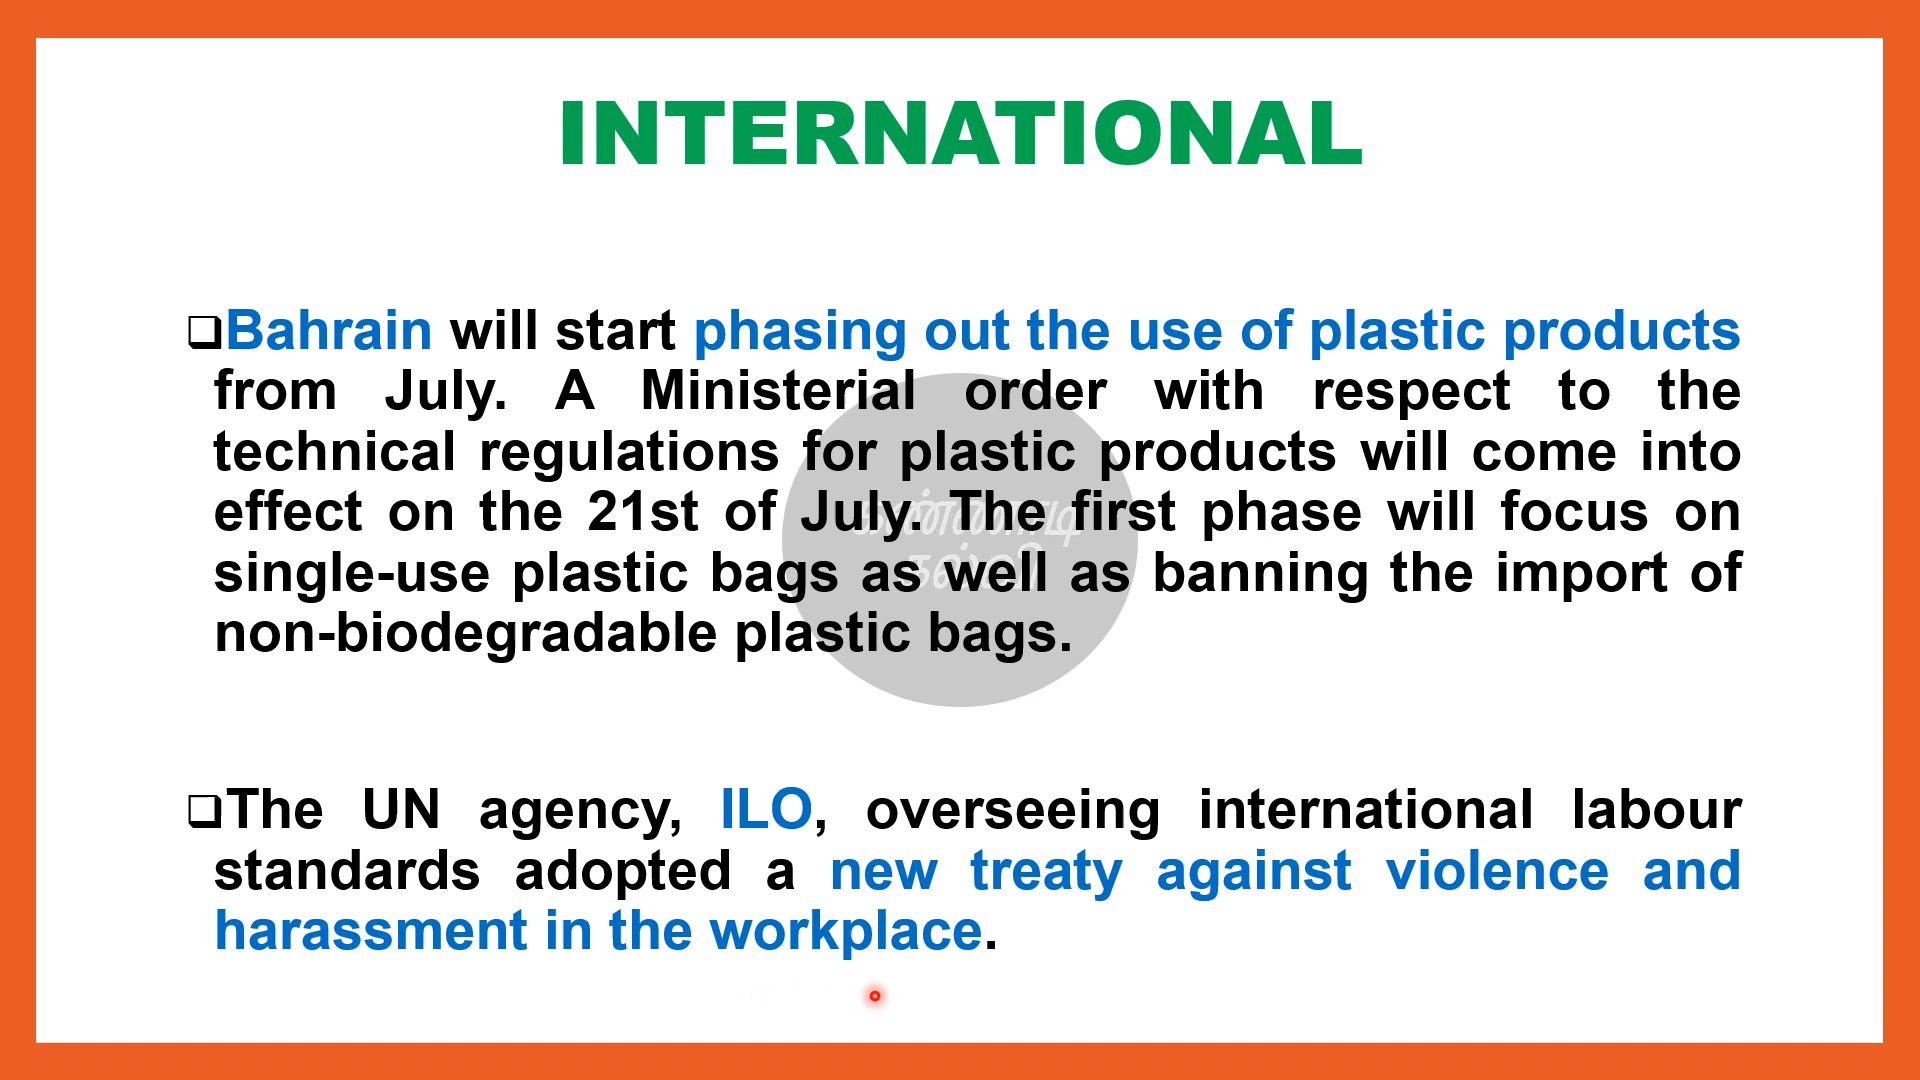 INTERNATIONAL
❑Bahrain will start phasing out the use of plastic products
from July. A Ministerial order with respect to the
technical regulations for plastic products will come into
effect on the 21st of July. The first phase will focus on
single-use plastic bags as well as banning the import of
non-biodegradable plastic bags.
❑The UN agency, ILO, overseeing international labour
standards adopted a new treaty against violence and
harassment in the workplace.